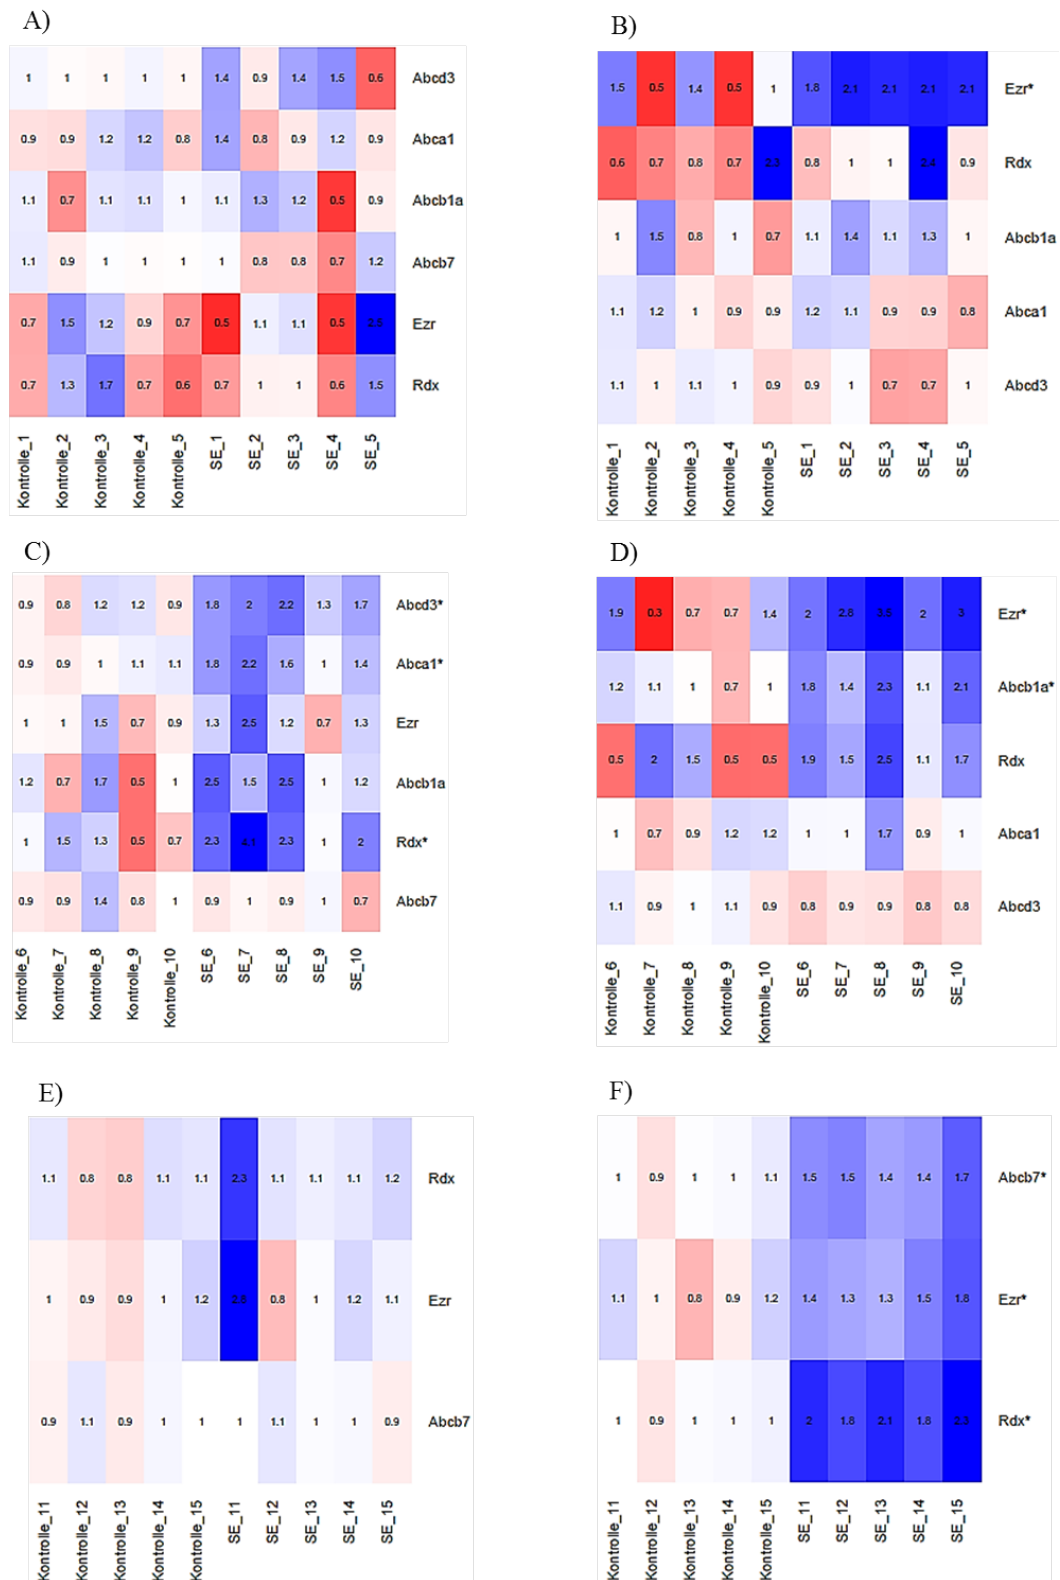 A)
1 1 1 1 1 1.4 0.9 1.4 1.5 0.6 Abcd3
0.9 0.9 1.2 1.2 0.8 1.4 0.8 0.9 1.2 0.9 Abca1
1.1 0.7 1.1 1.1 1 1.1 1.3 1.2 0.5 0.9 Abcb1a
1.1 0.9 1 1 1 1 0.8 0.8 0.7 1.2 Abcb7
0.7 1.5 1.2 0.9 0.7 0.5 1.1 1.1 0.5 Ezr
0.7 1.3 1.7 0.7 0.6 0.7 1 1 0.6 1.5 Rdx
Kontrolle_1 Kontrolle_2 Kontrolle_3 Kontrolle_4 Kontrolle_5 SE_1 SE_2 SE_3 SE_4 SE_5
B)
1.5 0.5 1.4 0.5 1 1.8 2.1 2.1 2.1 2.1 Ezr*
0.6 0.7 0.8 0.7 2.3 0.8 1 1 2.4 0.9 Rdx
1 1.5 0.8 1 0.7 1.1 1.4 1.1 1.3 1 Abcb1a
1.1 1.2 1 0.9 0.9 1.2 1.1 0.9 0.9 0.8 Abca1
1.1 1 1.1 1 0.9 0.9 1 0.7 0.7 1 Abcd3
Kontrolle_1 Kontrolle_2 Kontrolle_3 Kontrolle_4 Kontrolle_5 SE_1 SE_2 SE_3 SE_4 SE_5
C)
0.9 0.8 1.2 1.2 0.9 1.8 2 2.2 1.3 1.7 Abcd3*
0.9 0.9 1 1.1 1.1 1.8 2.2 1.6 1 1.4 Abca1*
1 1 1.5 0.7 0.9 1.3 2.5 1.2 0.7 1.3 Ezr
1.2 0.7 1.7 0.5 1 2.5 1.5 2.5 1 1.2 Abcb1a
1 1.5 1.3 0.5 0.7 2.3 4.1 2.3 1 2 Rdx*
0.9 0.9 1.4 0.8 1 0.9 1 0.9 1 0.7 Abcb7
Kontrolle_6 Kontrolle_7 Kontrolle_8 Kontrolle_9 Kontrolle_10 SE_6 SE_7 SE_8 SE_9 SE_10
D)
1.9 0.3 0.7 0.7 1.4 2 2.8 3.5 2 3 Ezr*
1.2 1.1 1 0.7 1 1.8 1.4 2.3 1.1 2.1 Abcb1a*
0.5 2 1.5 0.5 0.5 1.9 1.5 2.5 1.1 1.7 Rdx
1 0.7 0.9 1.2 1.2 1 1 1.7 0.9 1 Abca1
1.1 0.9 1 1.1 0.9 0.8 0.9 0.9 0.8 0.8 Abcd3
Kontrolle_6 Kontrolle_7 Kontrolle_8 Kontrolle_9 Kontrolle_10 SE_6 SE_7 SE_8 SE_9 SE_10
E)
1.1 0.8 0.8 1.1 1.1 2.3 1.1 1.1 1.1 1.2 Rdx
1 0.9 0.9 1 1.2 0.8 1 1.2 1.1 Ezr
0.9 1.1 0.9 1 1 1 1.1 1 1 0.9 Abcb7
Kontrolle_11 Kontrolle_12 Kontrolle_13 Kontrolle_14 Kontrolle_15 SE_11 SE_12 SE_13 SE_14 SE_15
F)
1 0.9 1 1 1.1 1.5 1.5 1.4 1.4 1.7 Abcb7*
1.1 1 0.8 0.9 1.2 1.4 1.3 1.3 1.5 1.8 Ezr*
1 0.9 1 1 1 2 1.8 2.1 1.8 2.3 Rdx*
Kontrolle_11 Kontrolle_12 Kontrolle_13 Kontrolle_14 Kontrolle_15 SE_11 SE_12 SE_13 SE_14 SE_15